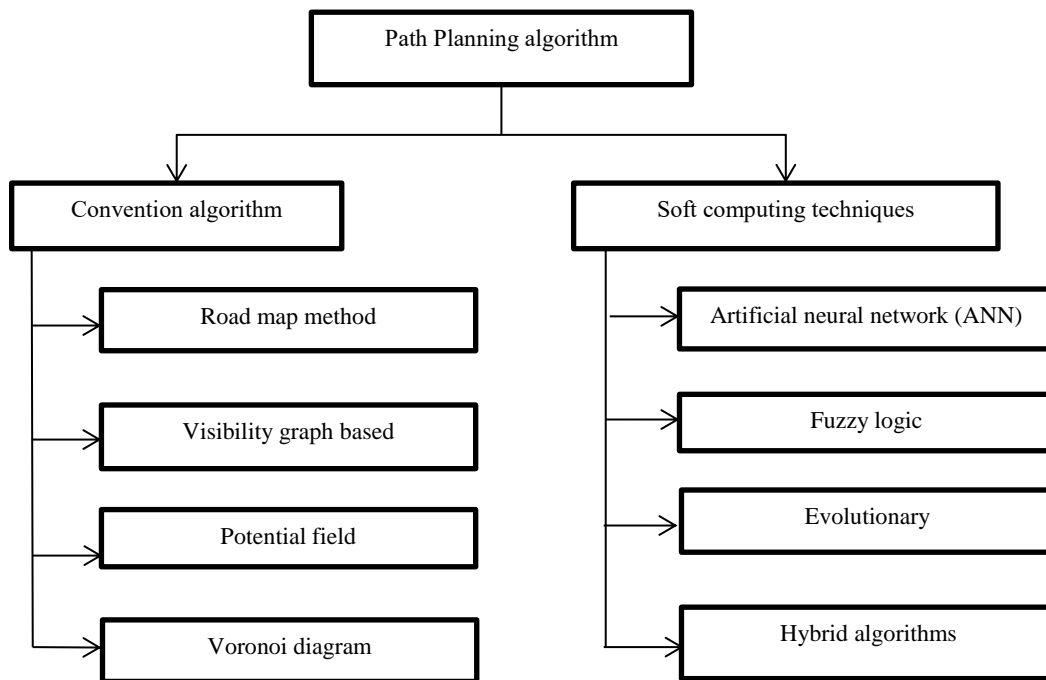 Path Planning algorithm
Convention algorithm
Soft computing techniques
Road map method
Visibility graph based
Potential field
Voronoi diagram
Artificial neural network (ANN)
Fuzzy logic
Evolutionary
Hybrid algorithms